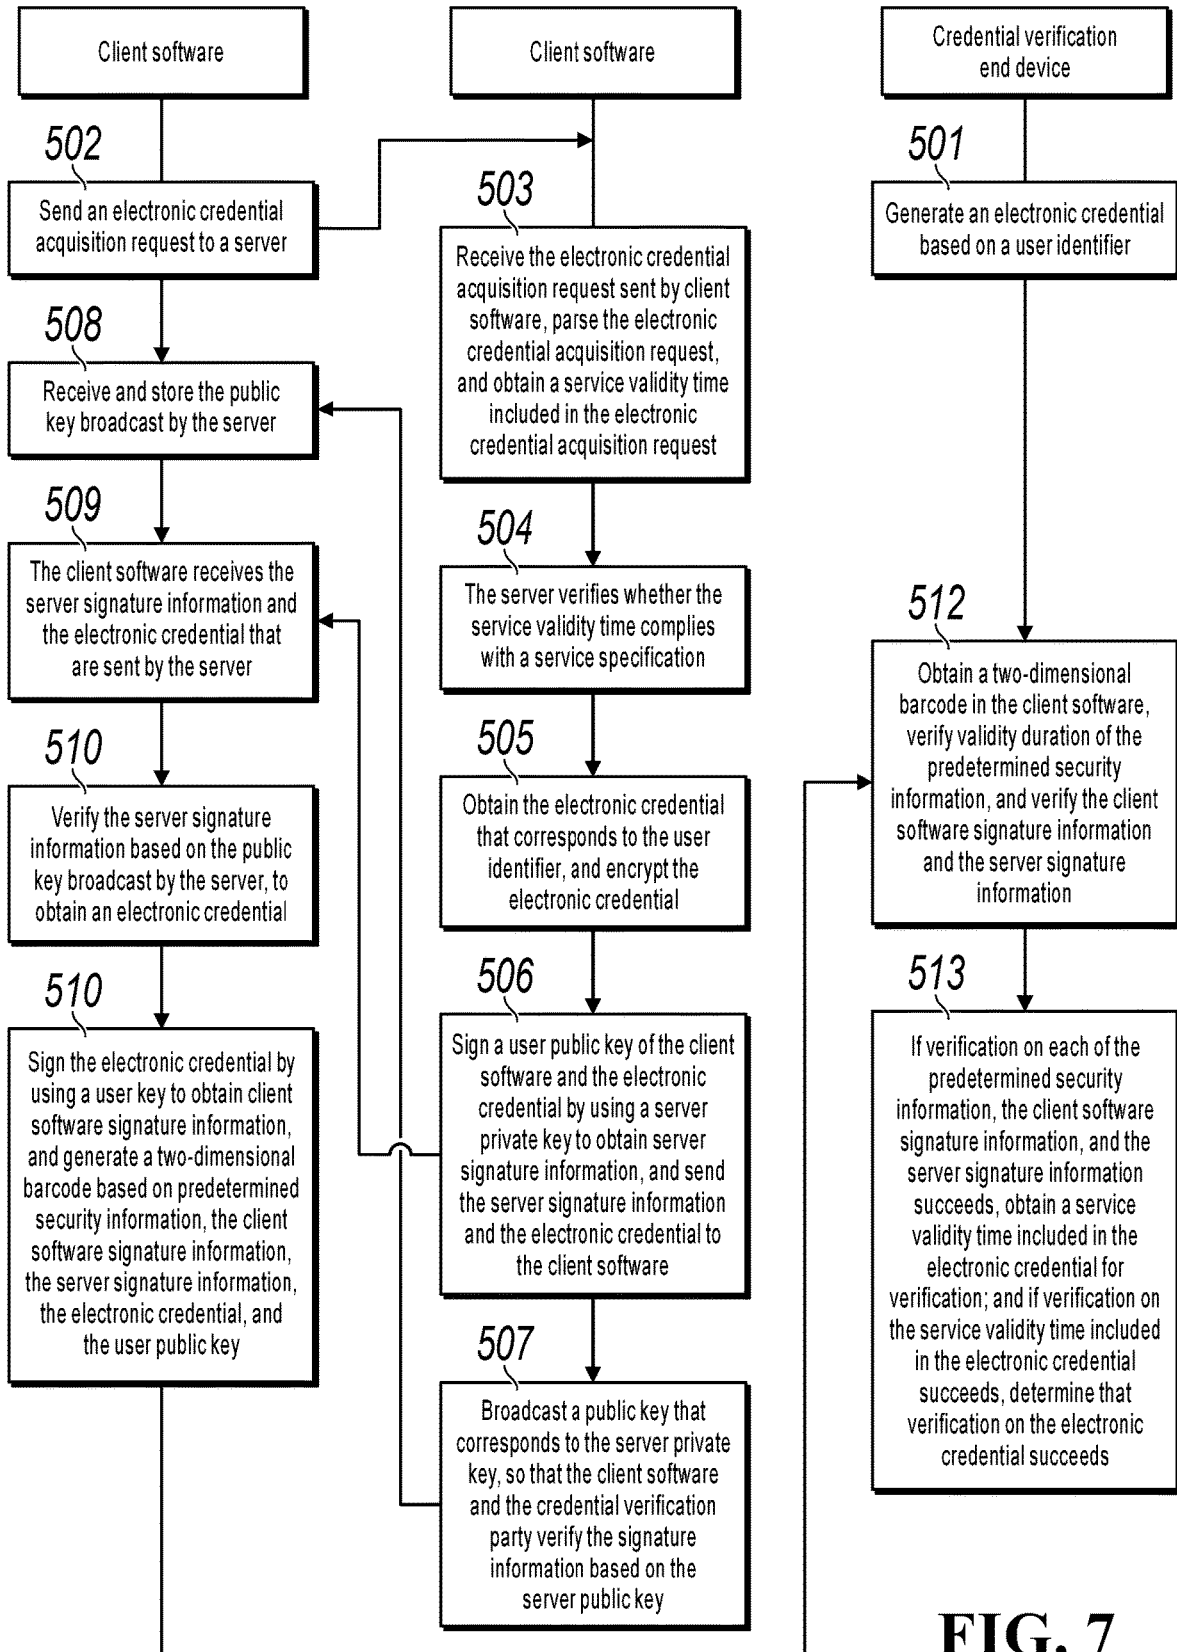 Client software
502
Send an electronic credential
acquisition request to a server
508
Receive and store the public
key broadcast by the server
509
The client software receives the
server signature information and
the electronic credential that
are sent by the server
510
Verify the server signature
information based on the public
key broadcast by the server, to
obtain an electronic credential
510
Sign the electronic credential by
using a user key to obtain client
software signature information,
and generate a two-dimensional
barcode based on predetermined
security information, the client
software signature information,
the server signature information,
the electronic credential, and
the user public key
Client software
503
Receive the electronic credential
acquisition request sent by client
software, parse the electronic
credential acquisition request,
and obtain a service validity time
included in the electronic
credential acquisition request
504
The server verifies whether the
service validity time complies
with a service specification
505
Obtain the electronic credential
that corresponds to the user
identifier, and encrypt the
electronic credential
506
Sign a user public key of the client
software and the electronic
credential by using a server
private key to obtain server
signature information, and send
the server signature information
and the electronic credential to
the client software
507
Broadcast a public key that
corresponds to the server private
key, so that the client software
and the credential verification
party verify the signature
information based on the
server public key
Credential verification
end device
501
Generate an electronic credential
based on a user identifier
512
Obtain a two-dimensional
barcode in the client software,
verify validity duration of the
predetermined security
information, and verify the client
software signature information
and the server signature
information
513
If verification on each of the
predetermined security
information, the client software
signature information, and the
server signature information
succeeds, obtain a service
validity time included in the
electronic credential for
verification; and if verification on
the service validity time included
in the electronic credential
succeeds, determine that
verification on the electronic
credential succeeds
FIG. 7